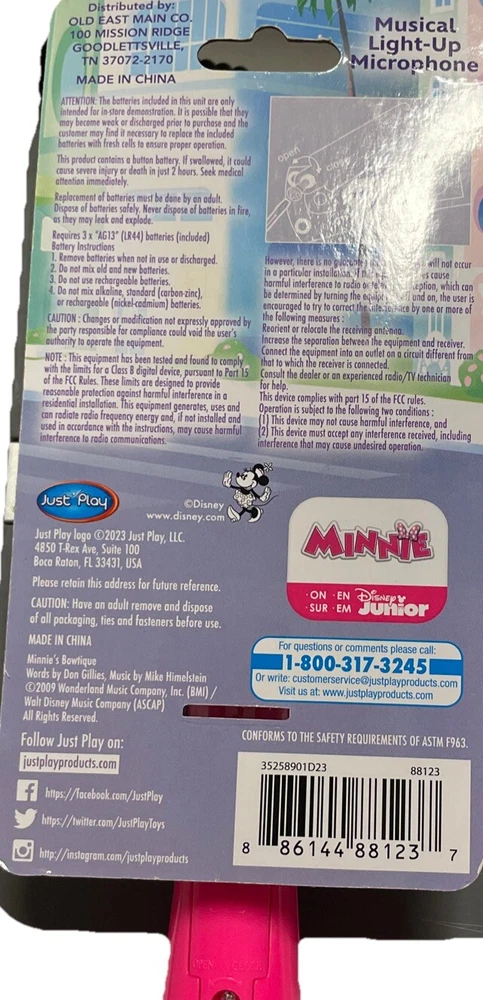 Distributed by:
OLD EAST MAIN CO.
100 MISSION RIDGE
GOODLETTSVILLE,
TN 37072-2170
MADE IN CHINA
Musical
Light-Up
Microphone
ATTENTION: The batteries included in this unit are only
intended for in-store demonstration. It is possible that they
may become weak or discharged prior to purchase and the
customer may find it necessary to replace the included
batteries with fresh cells to ensure proper operation.
This product contains a button battery. If swallowed, it could
cause severe injury or death in just 2 hours. Seek medical
attention immediately.
Replacement of batteries must be done by an adult.
Dispose of batteries safely. Never dispose of batteries in fire,
as they may leak and explode.
Requires 3 x "AG13" (LR44) batteries (included)
Battery Instructions
1. Remove batteries when not in use or discharged.
2. Do not mix old and new batteries.
3. Do not use rechargeable batteries.
4. Do not mix alkaline, standard (carbon-zinc),
or rechargeable (nickel-cadmium) batteries.
CAUTION : Changes or modification not expressly approved by
the party responsible for compliance could void the user's
authority to operate the equipment.
NOTE : This equipment has been tested and found to comply
with the limits for a Class B digital device, pursuant to Part 15
of the FCC Rules. These limits are designed to provide
reasonable protection against harmful interference in a
residential installation. This equipment generates, uses and
can radiate radio frequency energy and, if not installed and
used in accordance with the instructions, may cause harmful
interference to radio communications.
open
close
However, there is no will not occur
in a particular installation. cause
harmful interference to radio which can
be determined by turning the equipment and on, the user is
encouraged to try to correct the by one or more of
the following measures :
Reorient or relocate the receiving antenna.
Increase the separation between the equipment and receiver.
Connect the equipment into an outlet on a circuit different from
that to which the receiver is connected.
Consult the dealer or an experienced radio/TV technician
for help.
This device complies with part 15 of the FCC rules.
Operation is subject to the following two conditions :
(1) This device may not cause harmful interference, and
(2) This device must accept any interference received, including
interference that may cause undesired operation.
Just Play
©Disney
www.disney.com
Just Play logo ©2023 Just Play, LLC.
4850 T-Rex Ave, Suite 100
Boca Raton, FL 33431, USA
Please retain this address for future reference.
CAUTION: Have an adult remove and dispose
of all packaging, ties and fasteners before use.
MADE IN CHINA
Minnie's Bowtique
Words by Don Gillies, Music by Mike Himelstein
©2009 Wonderland Music Company, Inc. (BMI) /
Walt Disney Music Company (ASCAP)
All Rights Reserved.
MINNIE
·ON ·EN
·SUR ·EM
Disney
Junior
For questions or comments please call:
1-800-317-3245
Or write: customerservice@justplayproducts.com
Visit us at: www.justplayproducts.com
CONFORMS TO THE SAFETY REQUIREMENTS OF ASTM F963.
Follow Just Play on:
justplayproducts.com
https://facebook.com/JustPlay
https://twitter.com/JustPlayToys
http://instagram.com/justplayproducts
35258901D23 88123
8 86144 88123 7
OPEN